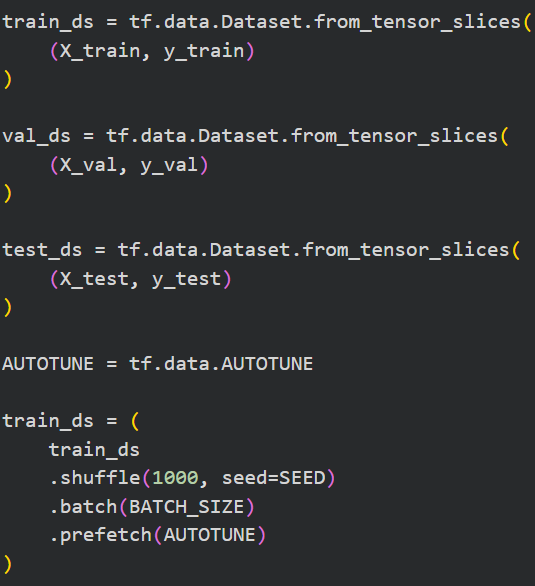 train_ds = tf.data.Dataset.from_tensor_slices(
    (X_train, y_train)
)

val_ds = tf.data.Dataset.from_tensor_slices(
    (X_val, y_val)
)

test_ds = tf.data.Dataset.from_tensor_slices(
    (X_test, y_test)
)

AUTOTUNE = tf.data.AUTOTUNE

train_ds = (
    train_ds
    .shuffle(1000, seed=SEED)
    .batch(BATCH_SIZE)
    .prefetch(AUTOTUNE)
)